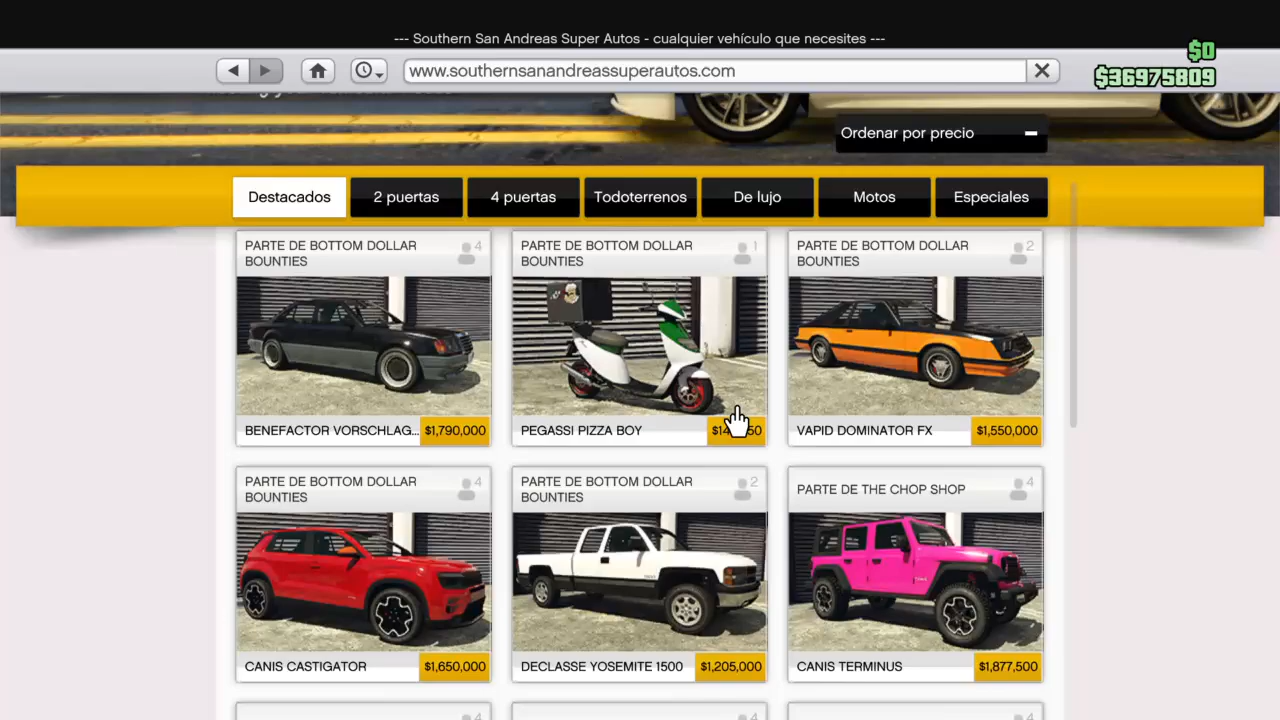 --- Southern San Andreas Super Autos - cualquier vehículo que necesites ---
$0
www.southernsanandreassuperautos.com
$36975809
Ordenar por precio
Destacados 2 puertas 4 puertas Todoterrenos De lujo Motos Especiales
PARTE DE BOTTOM DOLLAR
BOUNTIES
4
PARTE DE BOTTOM DOLLAR
BOUNTIES
1
PARTE DE BOTTOM DOLLAR
BOUNTIES
2
BENEFACTOR VORSCHLAG... $1,790,000
PEGASSI PIZZA BOY
VAPID DOMINATOR FX $1,550,000
PARTE DE BOTTOM DOLLAR
BOUNTIES
4
PARTE DE BOTTOM DOLLAR
BOUNTIES
2
PARTE DE THE CHOP SHOP
4
CANIS CASTIGATOR $1,650,000
DECLASSE YOSEMITE 1500 $1,205,000
CANIS TERMINUS $1,877,500
4
4
4